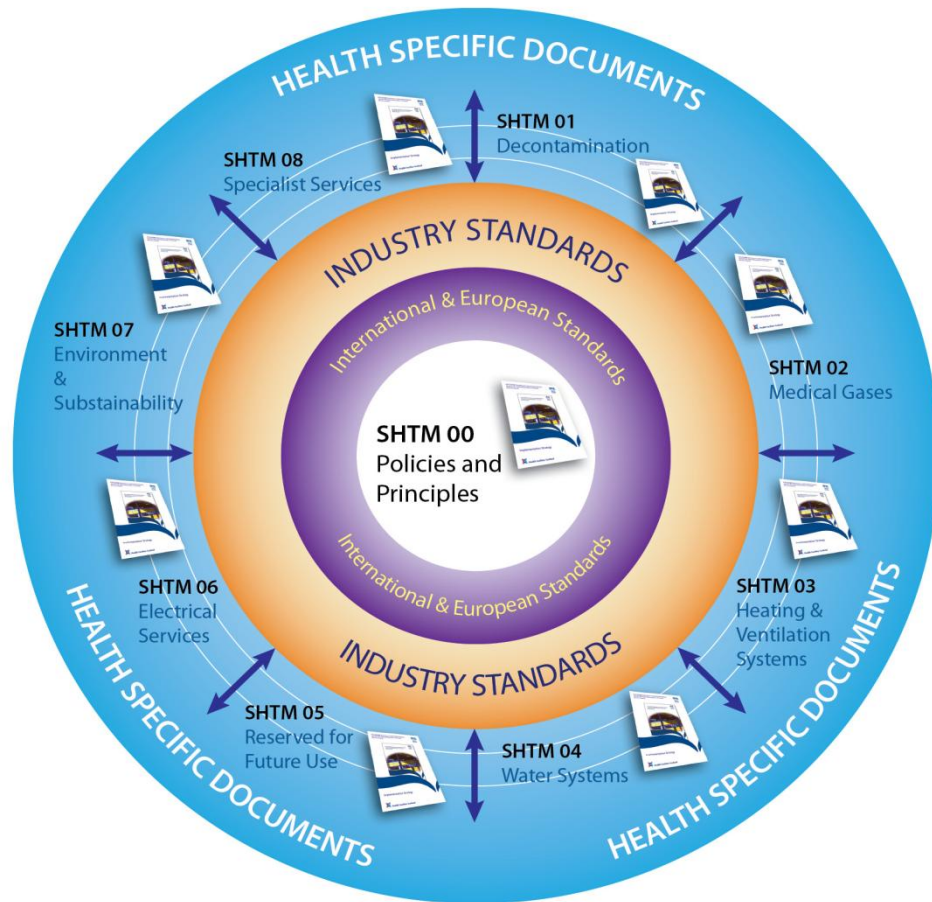 HEALTH SPECIFIC DOCUMENTS
SHTM 01
Decontamination
SHTM 08
Specialist Services
INDUSTRY STANDARDS
SHTM 07
Environment
&
Substainability
International & European Standards
SHTM 02
Medical Gases
SHTM 00
Policies and
Principles
International & European Standards
SHTM 06
Electrical
Services
SHTM 03
Heating &
Ventilation
Systems
INDUSTRY STANDARDS
SHTM 05
Reserved for
Future Use
SHTM 04
Water Systems
HEALTH SPECIFIC DOCUMENTS
HEALTH SPECIFIC DOCUMENTS